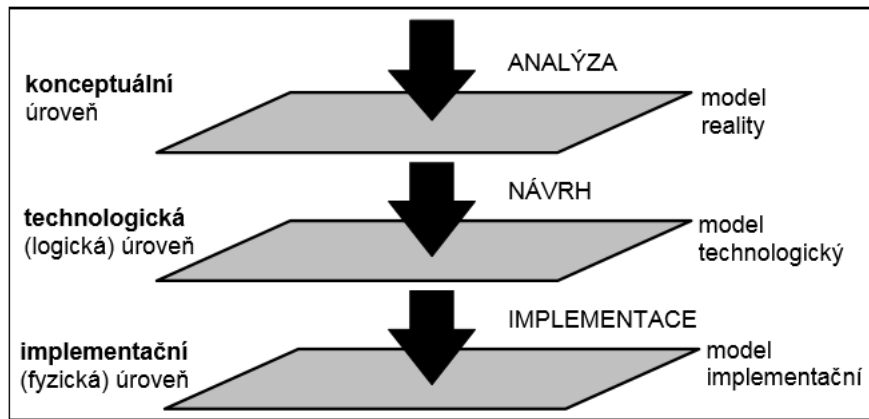 ANALÝZA
konceptuální
úroveň
model
reality
NÁVRH
technologická
(logická) úroveň
model
technologický
IMPLEMENTACE
implementační
(fyzická) úroveň
model
implementační